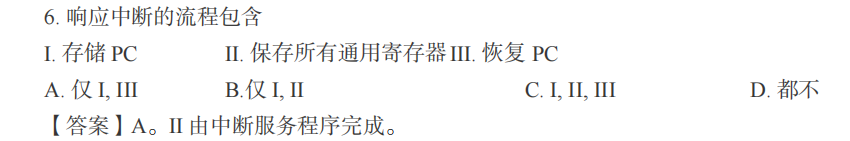 6. 响应中断的流程包含
I. 存储 PC II. 保存所有通用寄存器 III. 恢复 PC
A. 仅 I, III B.仅 I, II C. I, II, III D. 都不
【答案】A。II 由中断服务程序完成。